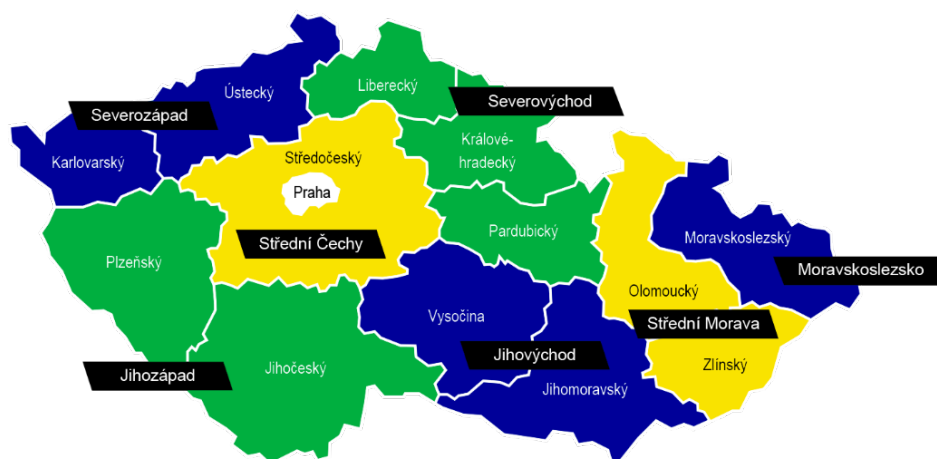 Ústecký
Liberecký
Severozápad
Severovýchod
Karlovarský
Středočeský
Králové-
hradecký
Praha
Střední Čechy
Pardubický
Moravskoslezský
Plzeňský
Moravskoslezsko
Olomoucký
Vysočina
Střední Morava
Jihovýchod
Zlínský
Jihočeský
Jihozápad
Jihomoravský